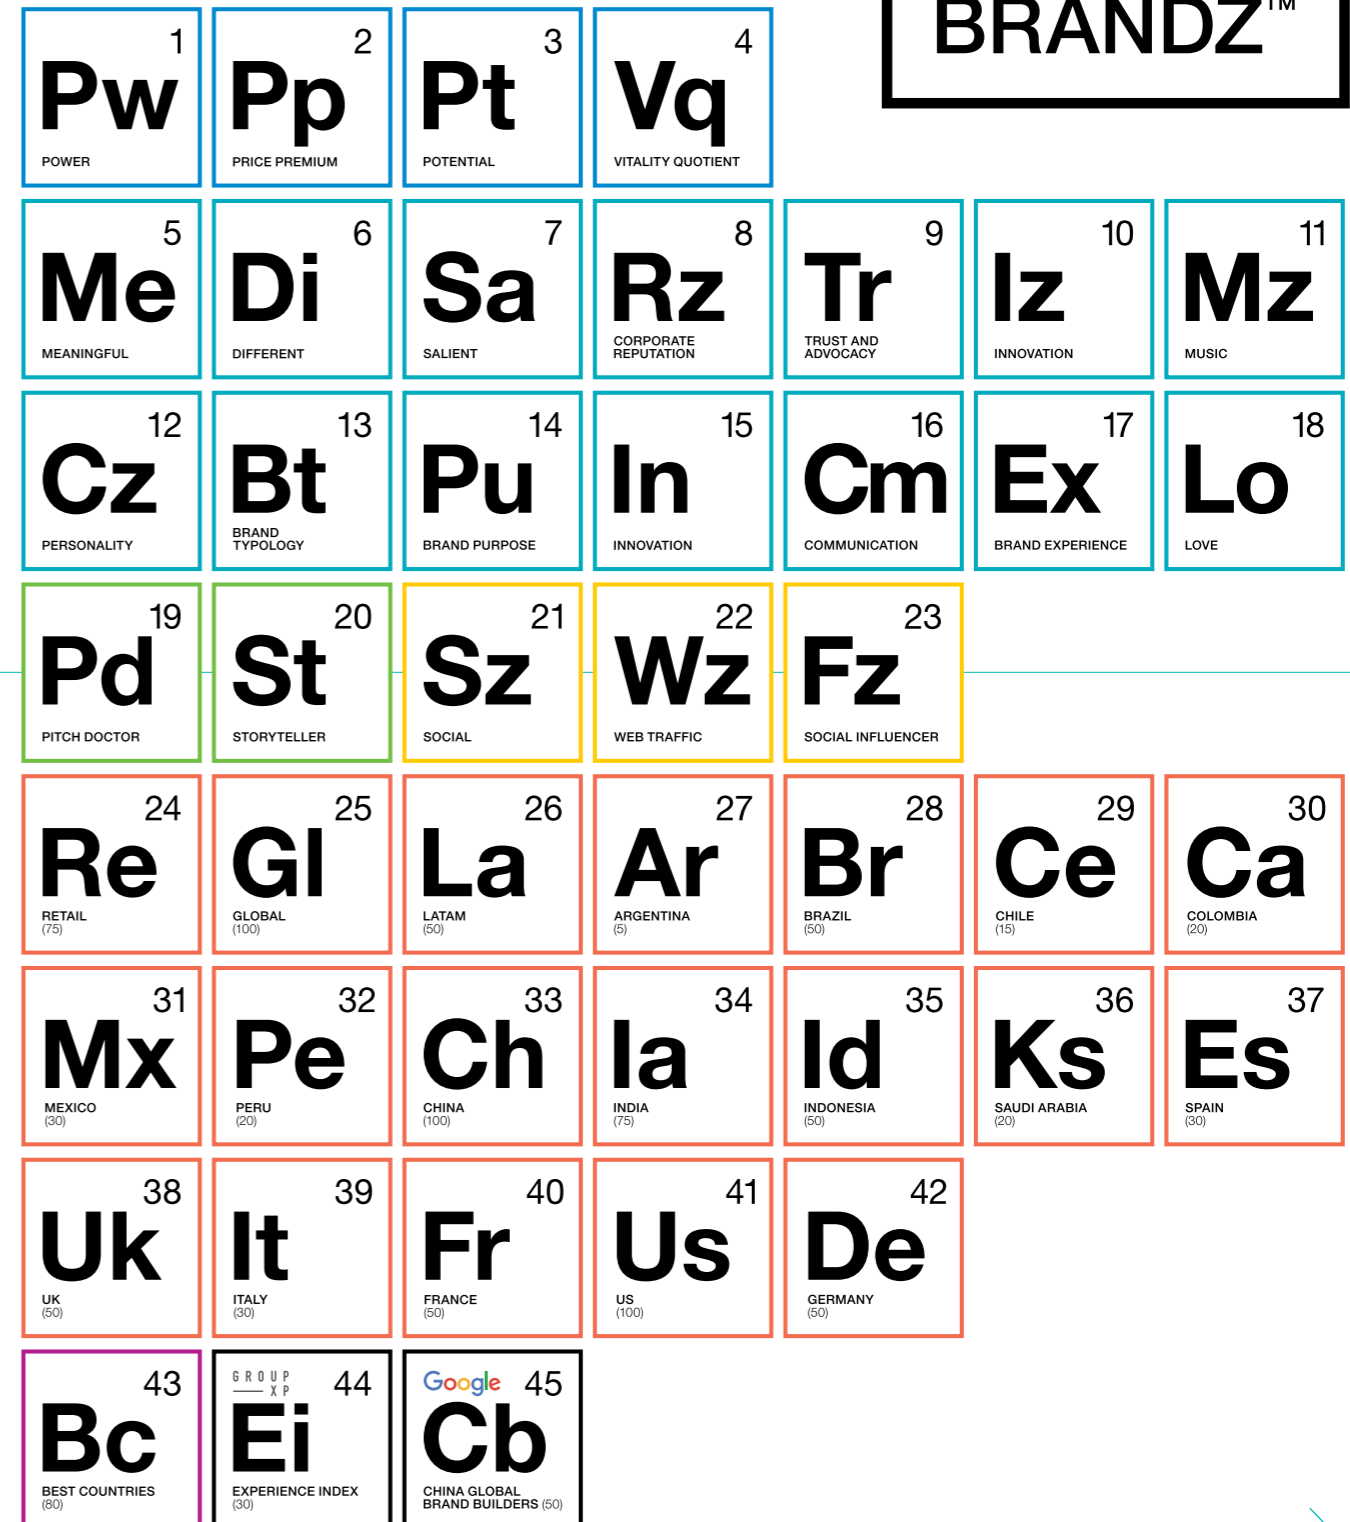 BRANDZ™
1
Pw
POWER
2
Pp
PRICE PREMIUM
3
Pt
POTENTIAL
4
Vq
VITALITY QUOTIENT
5
Me
MEANINGFUL
6
Di
DIFFERENT
7
Sa
SALIENT
8
Rz
CORPORATE
REPUTATION
9
Tr
TRUST AND
ADVOCACY
10
Iz
INNOVATION
11
Mz
MUSIC
12
Cz
PERSONALITY
13
Bt
BRAND
TYPOLOGY
14
Pu
BRAND PURPOSE
15
In
INNOVATION
16
Cm
COMMUNICATION
17
Ex
BRAND EXPERIENCE
18
Lo
LOVE
19
Pd
PITCH DOCTOR
20
St
STORYTELLER
21
Sz
SOCIAL
22
Wz
WEB TRAFFIC
23
Fz
SOCIAL INFLUENCER
24
Re
RETAIL
(75)
25
Gl
GLOBAL
(100)
26
La
LATAM
(50)
27
Ar
ARGENTINA
(5)
28
Br
BRAZIL
(50)
29
Ce
CHILE
(15)
30
Ca
COLOMBIA
(20)
31
Mx
MEXICO
(30)
32
Pe
PERU
(20)
33
Ch
CHINA
(100)
34
Ia
INDIA
(75)
35
Id
INDONESIA
(50)
36
Ks
SAUDI ARABIA
(20)
37
Es
SPAIN
(30)
38
Uk
UK
(50)
39
It
ITALY
(30)
40
Fr
FRANCE
(50)
41
Us
US
(100)
42
De
GERMANY
(50)
43
Bc
BEST COUNTRIES
(80)
GROUP
XP
44
Ei
EXPERIENCE INDEX
(30)
Google
45
Cb
CHINA GLOBAL
BRAND BUILDERS (50)